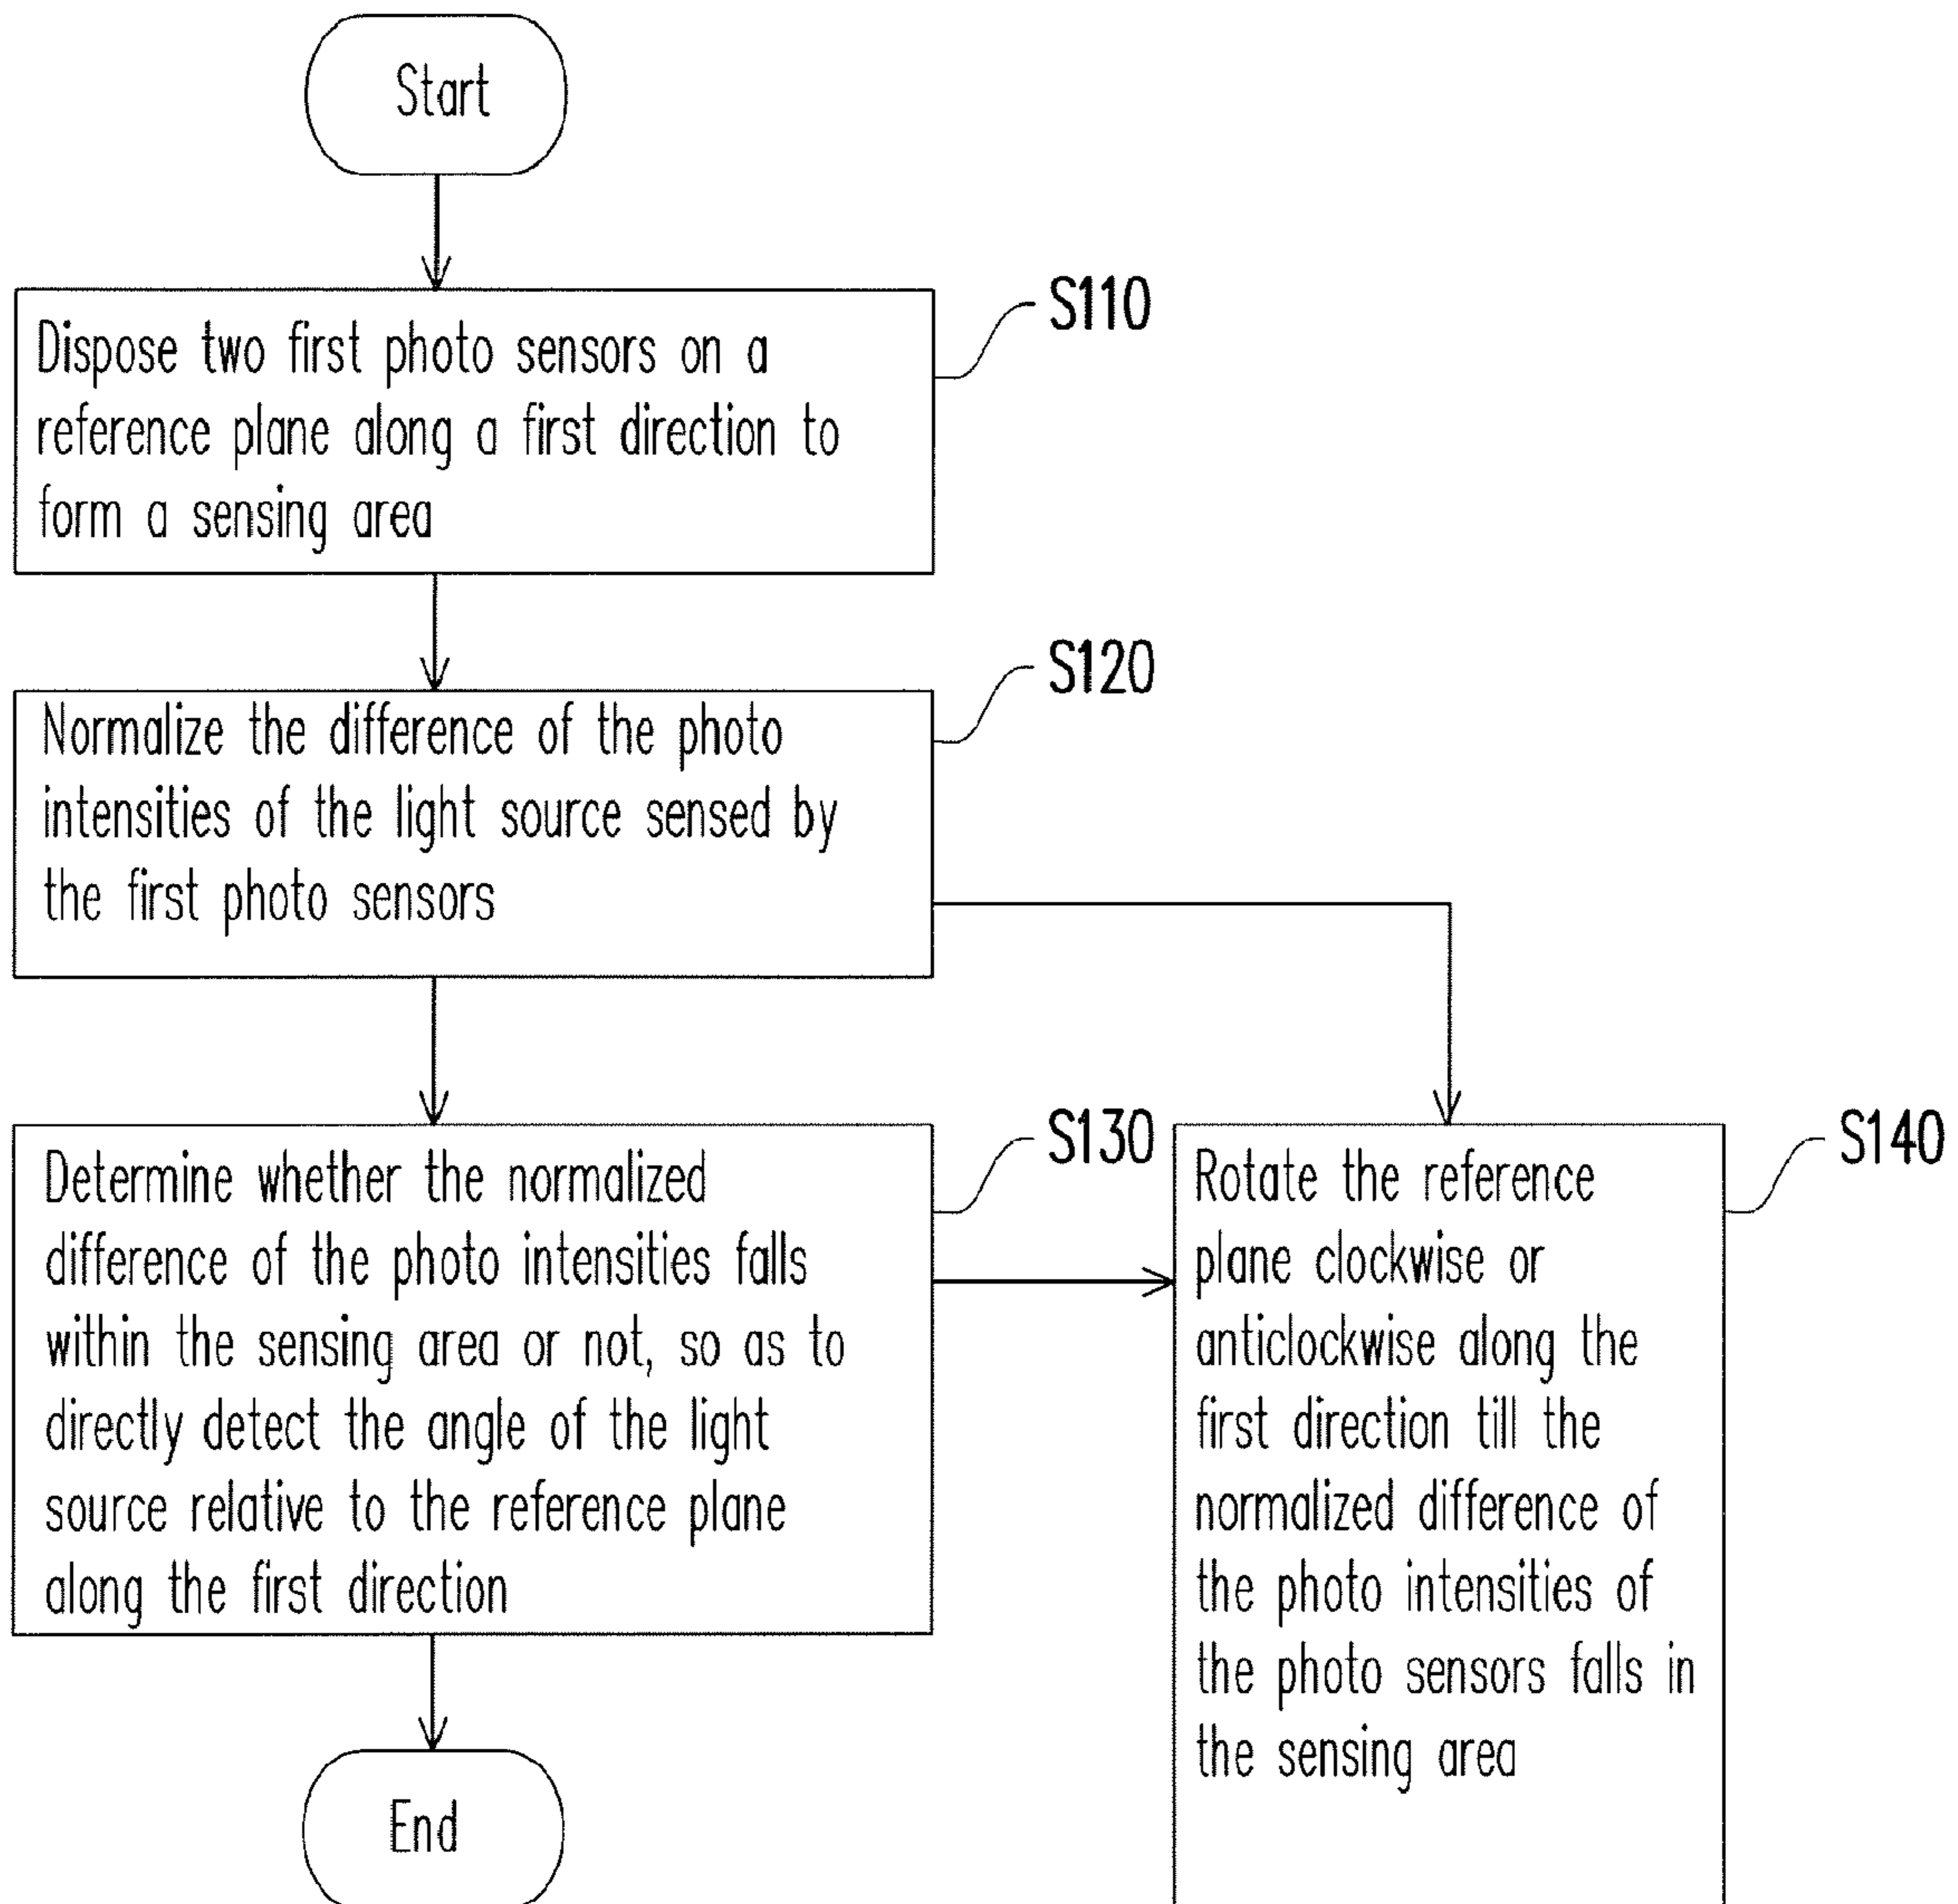 Start
S110
Dispose two first photo sensors on a
reference plane along a first direction to
form a sensing area
S120
Normalize the difference of the photo
intensities of the light source sensed by
the first photo sensors
S130
Determine whether the normalized
difference of the photo intensities falls
within the sensing area or not, so as to
directly detect the angle of the light
source relative to the reference plane
along the first direction
S140
Rotate the reference
plane clockwise or
anticlockwise along the
first direction till the
normalized difference of
the photo intensities of
the photo sensors falls in
the sensing area
End